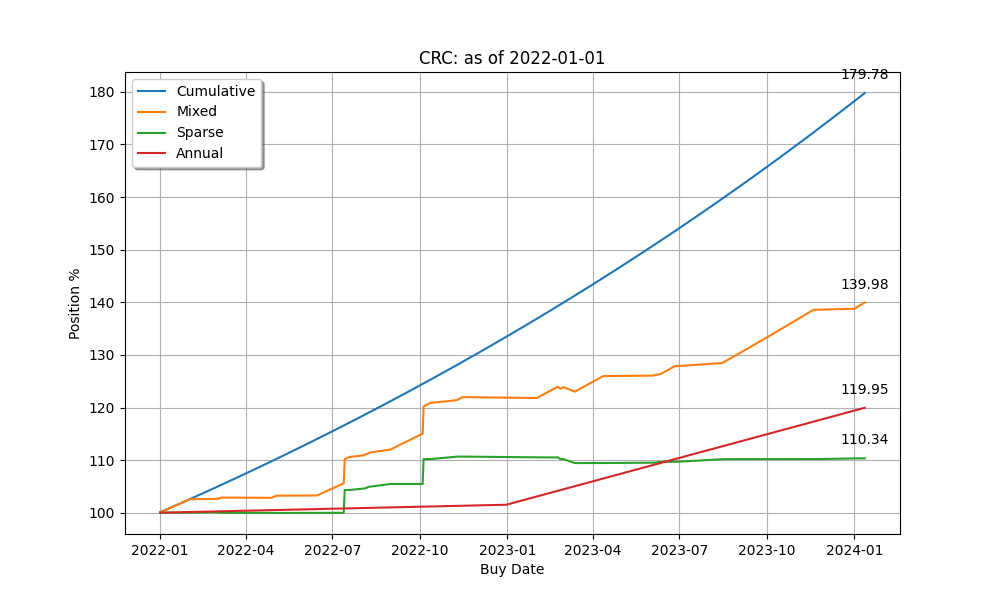 CRC: as of 2022-01-01
179.78
Cumulative
Mixed
Sparse
Annual
180
170
160
150
140
130
120
110
100
Position %
139.98
119.95
110.34
2022-01 2022-04 2022-07 2022-10 2023-01 2023-04 2023-07 2023-10 2024-01
Buy Date